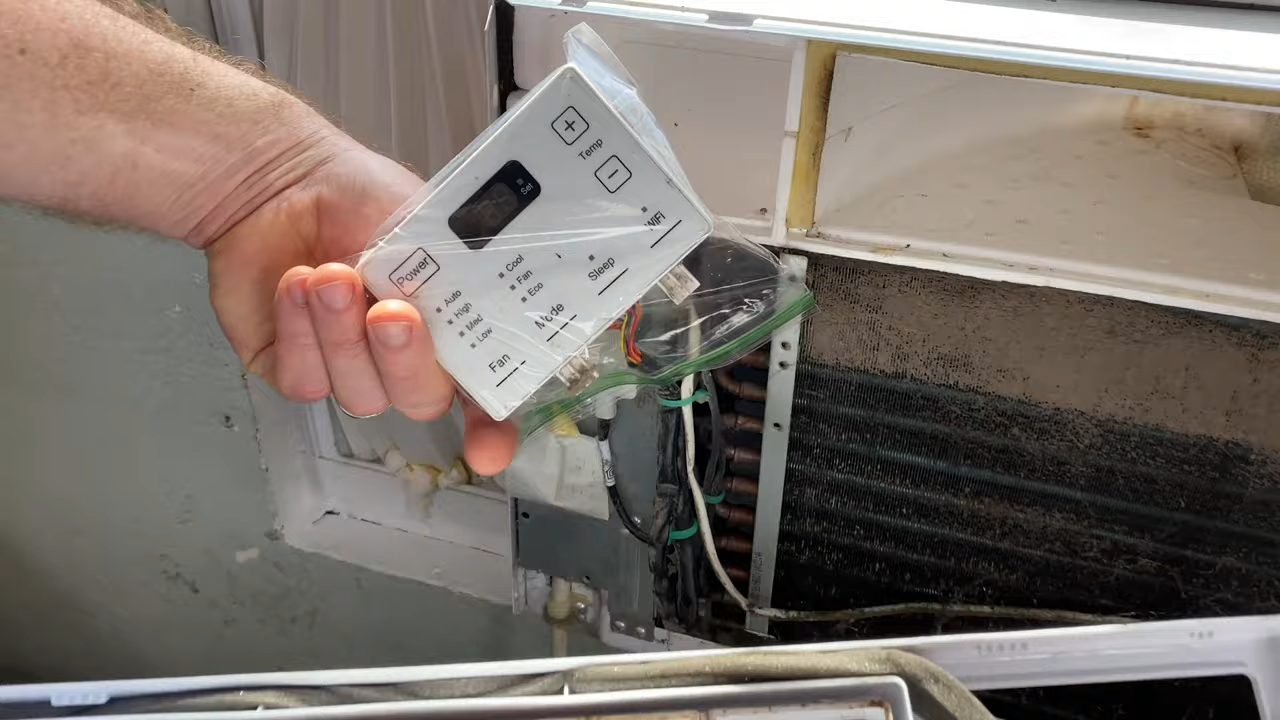 Power
Set
Temp
Auto
High
Med
Low
Fan
Cool
Fan
Eco
Mode
Sleep
WiFi